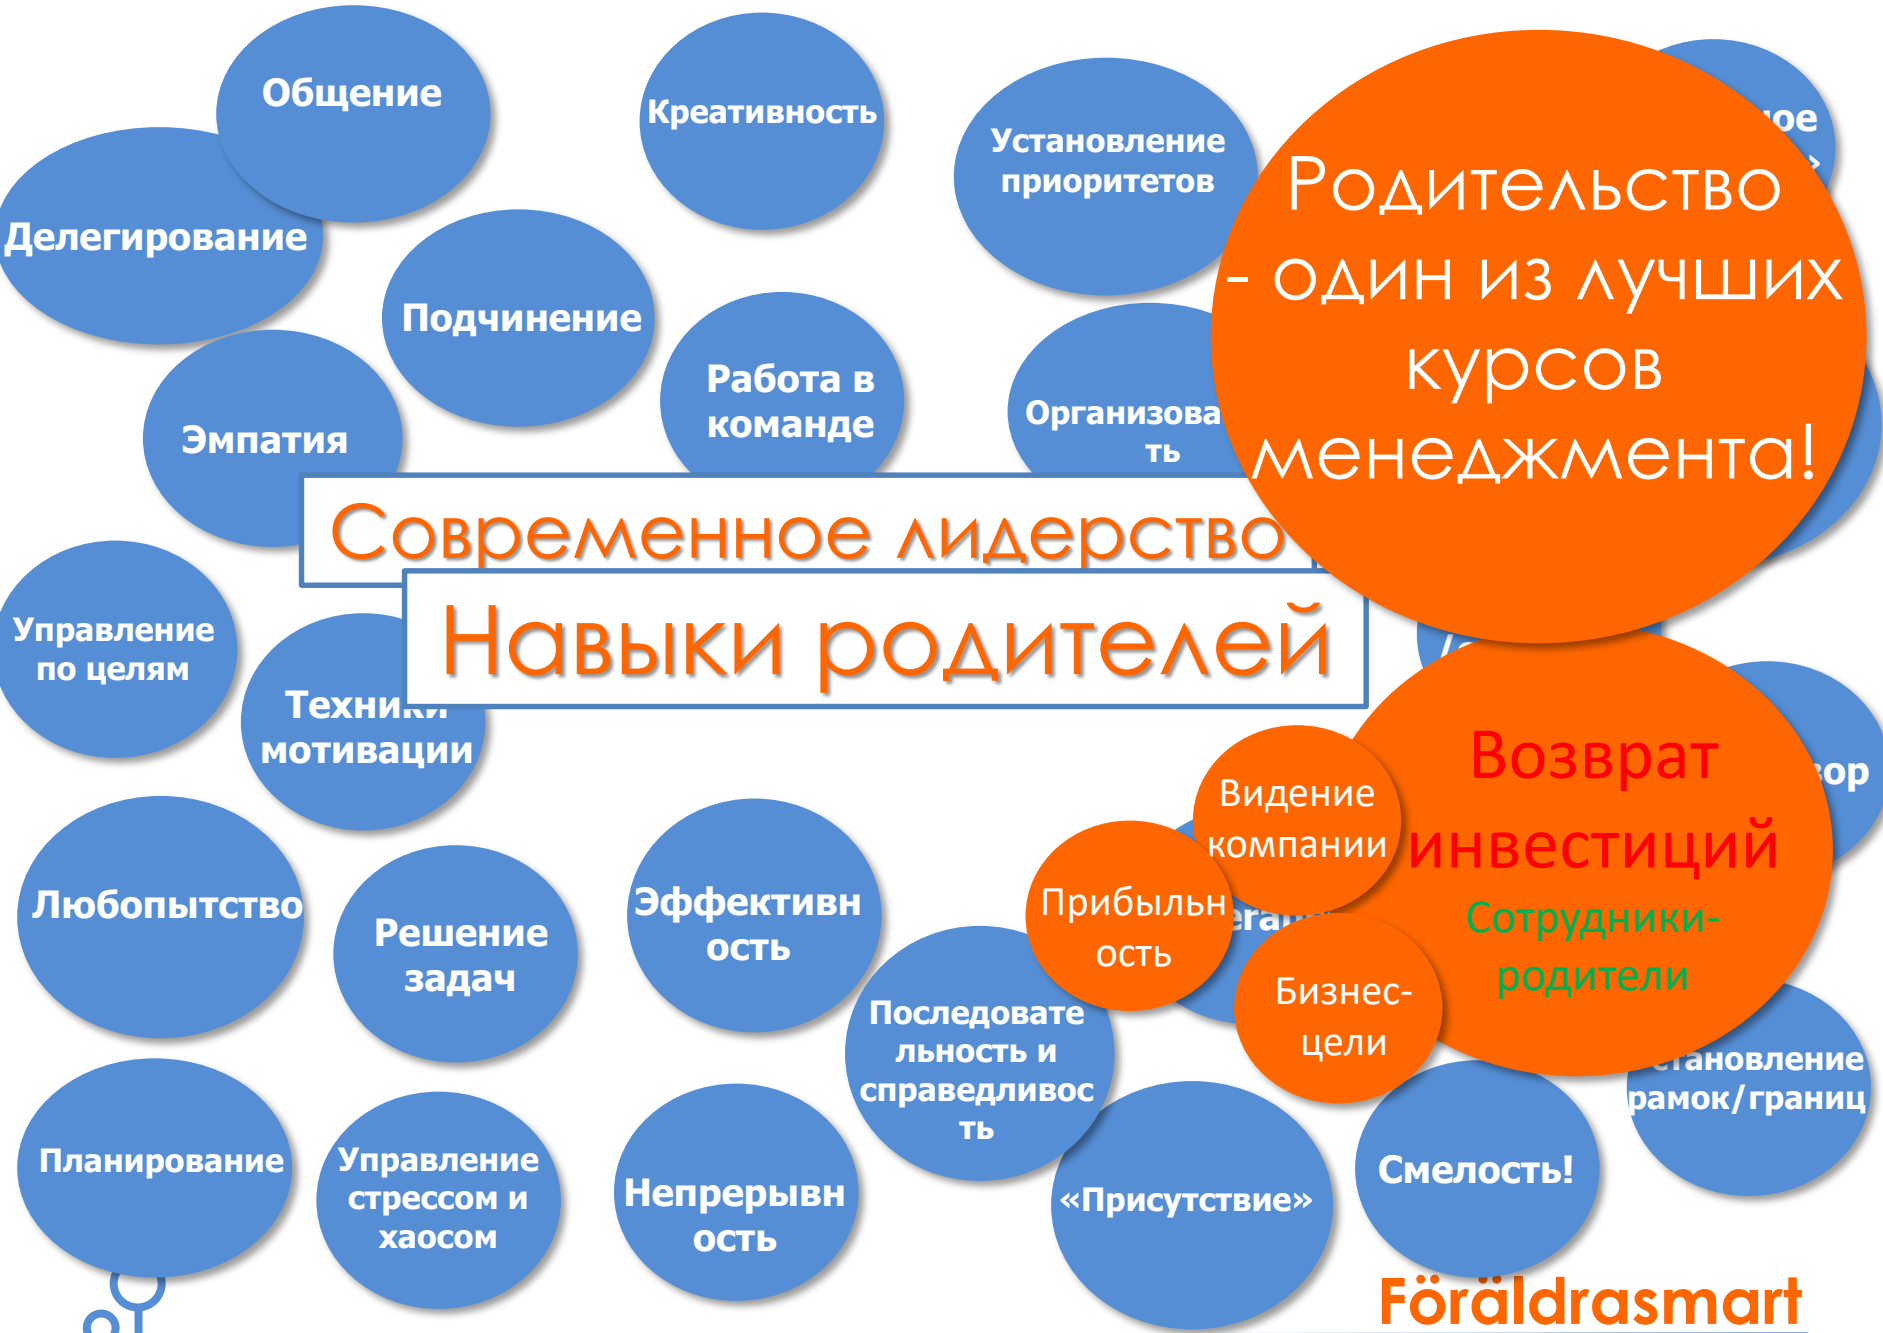 Общение
Креативность
Установление
приоритетов
Родительство
- один из лучших
курсов
менеджмента!
Делегирование
Подчинение
Работа в
команде
Организова
ть
Эмпатия
Современное лидерство
Навыки родителей
Управление
по целям
Техники
мотивации
Возврат
инвестиций
Сотрудники-
родители
Видение
компании
Прибыльн
ость
Бизнес-
цели
Любопытство
Решение
задач
Эффективн
ость
Последовате
льность и
справедливос
ть
рамок/границ
Планирование
Управление
стрессом и
хаосом
Непрерывн
ость
«Присутствие»
Смелость!
Föräldrasmart